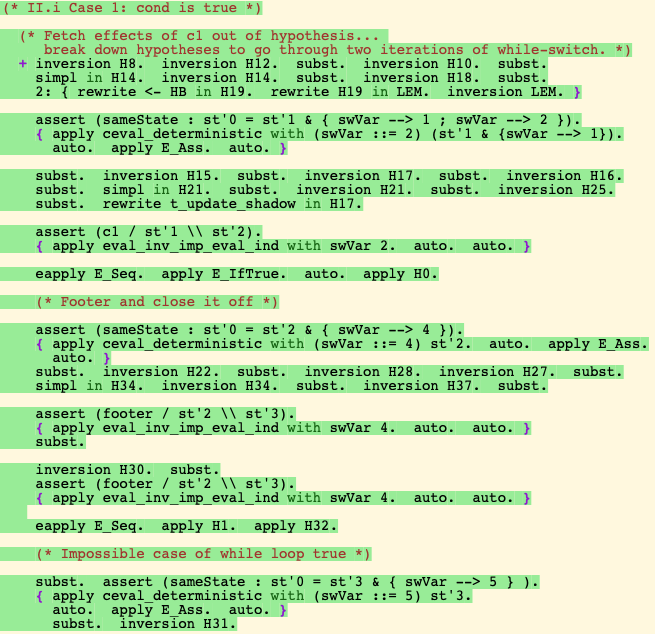 (* II.i Case 1: cond is true *)
(* Fetch effects of c1 out of hypothesis...
break down hypotheses to go through two iterations of while-switch. *)
+ inversion H8.  inversion H12.  subst.  inversion H10.  subst.
simpl in H14.  inversion H14.  subst.  inversion H18.  subst.
2: { rewrite <- HB in H19.  rewrite H19 in LEM.  inversion LEM. }
assert (sameState : st'0 = st'1 & { swVar --> 1 ; swVar --> 2 }).
{ apply ceval_deterministic with (swVar ::= 2) (st'1 & {swVar --> 1}).
auto.  apply E_Ass.  auto. }
subst.  inversion H15.  subst.  inversion H17.  subst.  inversion H16.
subst.  simpl in H21.  subst.  inversion H21.  subst.  inversion H25.
subst.  rewrite t_update_shadow in H17.
assert (c1 / st'1 \\ st'2).
{ apply eval_inv_imp_eval_ind with swVar 2.  auto.  auto. }
eapply E_Seq.  apply E_IfTrue.  auto.  apply H0.
(* Footer and close it off *)
assert (sameState : st'0 = st'2 & { swVar --> 4 }).
{ apply ceval_deterministic with (swVar ::= 4) st'2.  auto.  apply E_Ass.
auto. }
subst.  inversion H22.  subst.  inversion H28.  inversion H27.  subst.
simpl in H34.  inversion H34.  subst.  inversion H37.  subst.
assert (footer / st'2 \\ st'3).
{ apply eval_inv_imp_eval_ind with swVar 4.  auto.  auto. }
subst.
inversion H30.  subst.
assert (footer / st'2 \\ st'3).
{ apply eval_inv_imp_eval_ind with swVar 4.  auto.  auto. }
eapply E_Seq.  apply H1.  apply H32.
(* Impossible case of while loop true *)
subst.  assert (sameState : st'0 = st'3 & { swVar --> 5 } ).
{ apply ceval_deterministic with (swVar ::= 5) st'3.
auto.  apply E_Ass.  auto. }
subst.  inversion H31.